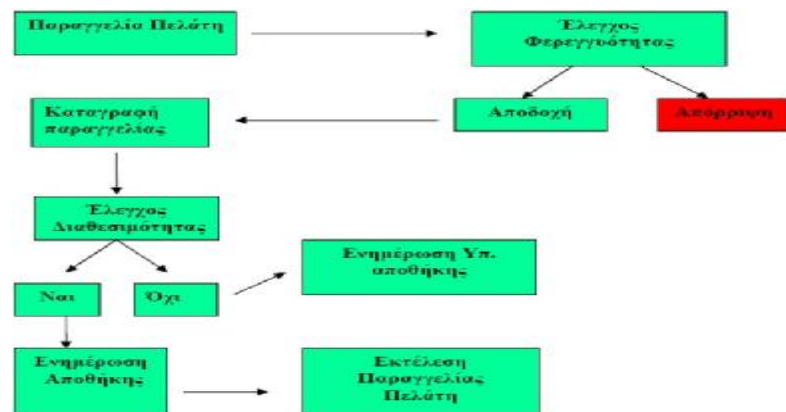 Παραγγελία Πελάτη
Έλεγχος
Φερεγγυότητας
Καταγραφή
παραγγελίας
Αποδοχή
Απόρριψη
Έλεγχος
Διαθεσιμότητας
Ενημέρωση Υπ.
αποθήκης
Ναι
Όχι
Ενημέρωση
Αποθήκης
Εκτέλεση
Παραγγελίας
Πελάτη